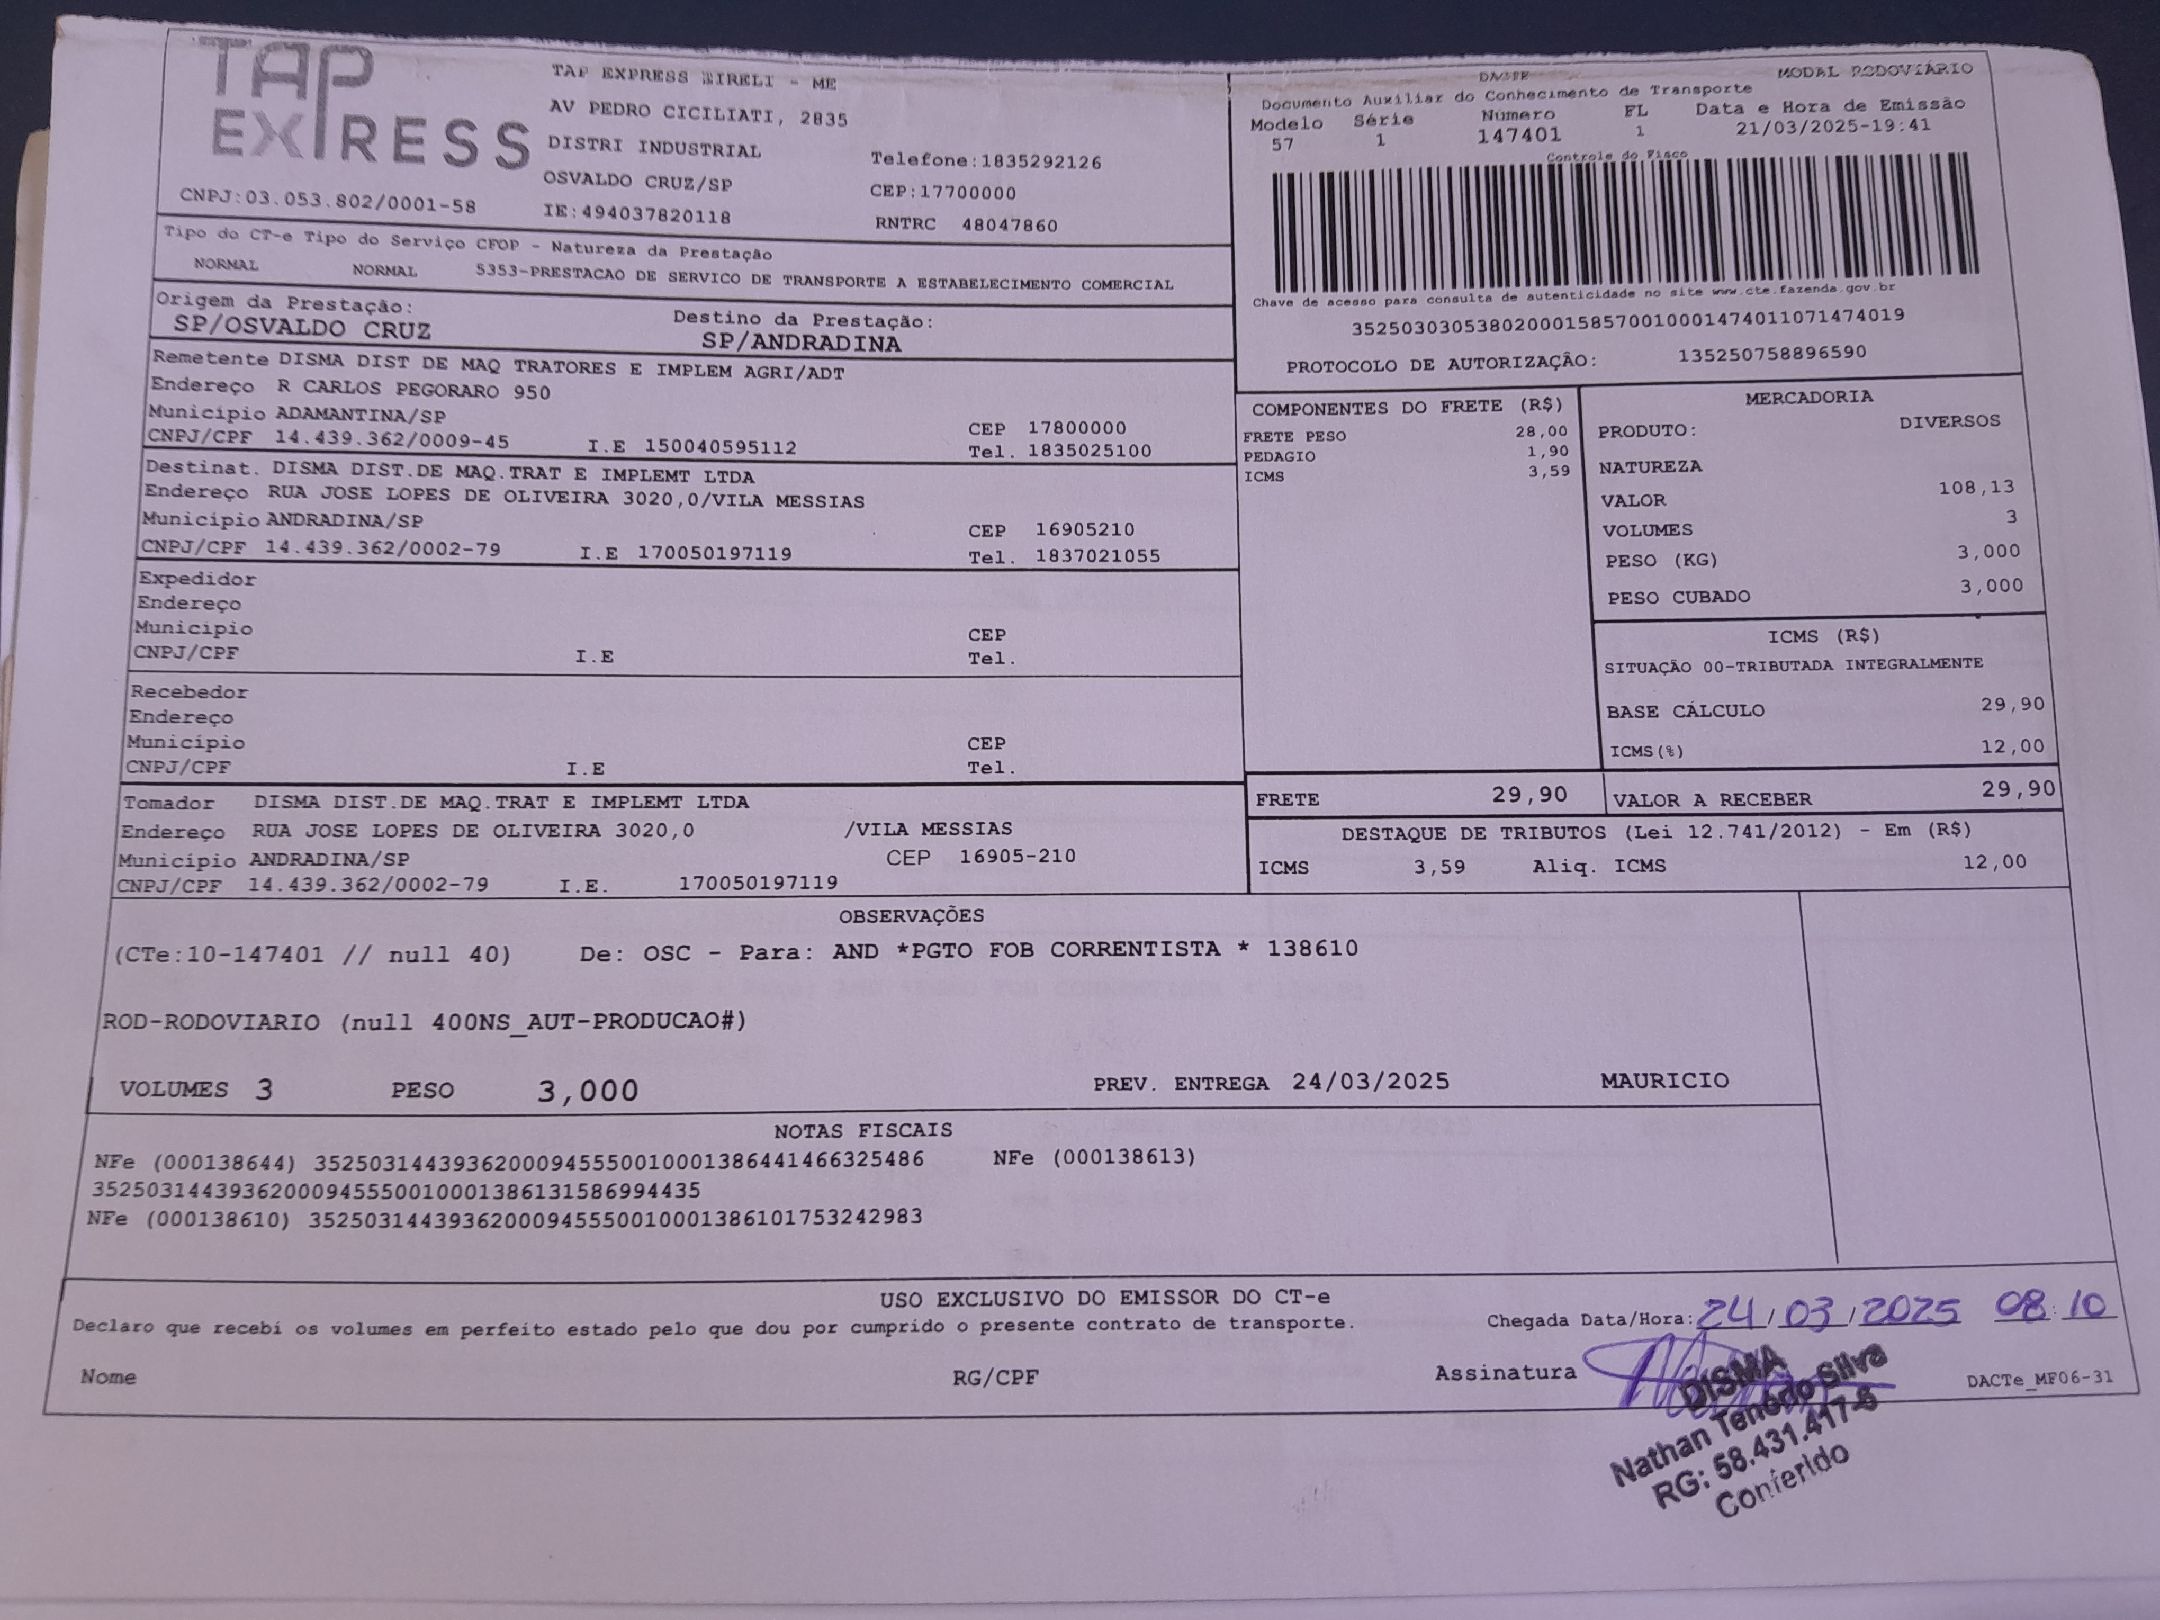 TAP
EXPRESS
CNPJ:03.053.802/0001-58
TAP EXPRESS EIRELI - ME
AV PEDRO CICILIATI, 2835
DISTRI INDUSTRIAL
OSVALDO CRUZ/SP
IE:494037820118
Telefone:1835292126
CEP:17700000
RNTRC 48047860
DACTE MODAL RODOVIÁRIO
Documento Auxiliar do Conhecimento de Transporte
Modelo Série Número FL Data e Hora de Emissão
57 1 147401 1 21/03/2025-19:41
Controle do Fisco
Chave de acesso para consulta de autenticidade no site www.cte.fazenda.gov.br
35250303053802000158570010001474011071474019
PROTOCOLO DE AUTORIZAÇÃO: 135250758896590
Tipo do CT-e Tipo do Serviço CFOP - Natureza da Prestação
NORMAL NORMAL 5353-PRESTACAO DE SERVICO DE TRANSPORTE A ESTABELECIMENTO COMERCIAL
Origem da Prestação: Destino da Prestação:
SP/OSVALDO CRUZ SP/ANDRADINA
Remetente DISMA DIST DE MAQ TRATORES E IMPLEM AGRI/ADT
Endereço R CARLOS PEGORARO 950
Município ADAMANTINA/SP CEP 17800000
CNPJ/CPF 14.439.362/0009-45 I.E 150040595112 Tel. 1835025100
Destinat. DISMA DIST.DE MAQ.TRAT E IMPLEMT LTDA
Endereço RUA JOSE LOPES DE OLIVEIRA 3020,0/VILA MESSIAS
Município ANDRADINA/SP CEP 16905210
CNPJ/CPF 14.439.362/0002-79 I.E 170050197119 Tel. 1837021055
Expedidor
Endereço
Município CEP
CNPJ/CPF I.E Tel.
Recebedor
Endereço
Município CEP
CNPJ/CPF I.E Tel.
Tomador DISMA DIST.DE MAQ.TRAT E IMPLEMT LTDA
Endereço RUA JOSE LOPES DE OLIVEIRA 3020,0 /VILA MESSIAS
Município ANDRADINA/SP CEP 16905-210
CNPJ/CPF 14.439.362/0002-79 I.E. 170050197119
COMPONENTES DO FRETE (R$)
FRETE PESO 28,00
PEDAGIO 1,90
ICMS 3,59
MERCADORIA
PRODUTO: DIVERSOS
NATUREZA
VALOR 108,13
VOLUMES 3
PESO (KG) 3,000
PESO CUBADO 3,000
ICMS (R$)
SITUAÇÃO 00-TRIBUTADA INTEGRALMENTE
BASE CÁLCULO 29,90
ICMS(%) 12,00
FRETE 29,90 VALOR A RECEBER 29,90
DESTAQUE DE TRIBUTOS (Lei 12.741/2012) - Em (R$)
ICMS 3,59 Aliq. ICMS 12,00
OBSERVAÇÕES
(CTe:10-147401 // null 40) De: OSC - Para: AND *PGTO FOB CORRENTISTA * 138610
ROD-RODOVIARIO (null 400NS_AUT-PRODUCAO#)
VOLUMES 3 PESO 3,000 PREV. ENTREGA 24/03/2025 MAURICIO
NOTAS FISCAIS
NFe (000138644) 35250314439362000945550010001386441466325486 NFe (000138613)
35250314439362000945550010001386131586994435
NFe (000138610) 35250314439362000945550010001386101753242983
USO EXCLUSIVO DO EMISSOR DO CT-e
Declaro que recebi os volumes em perfeito estado pelo que dou por cumprido o presente contrato de transporte.
Chegada Data/Hora: 24/03/2025 08:10
Nome RG/CPF Assinatura DACTe_MF06-31
DISMA
Nathan Tenório Silva
RG: 58.431.417-6
Conferido